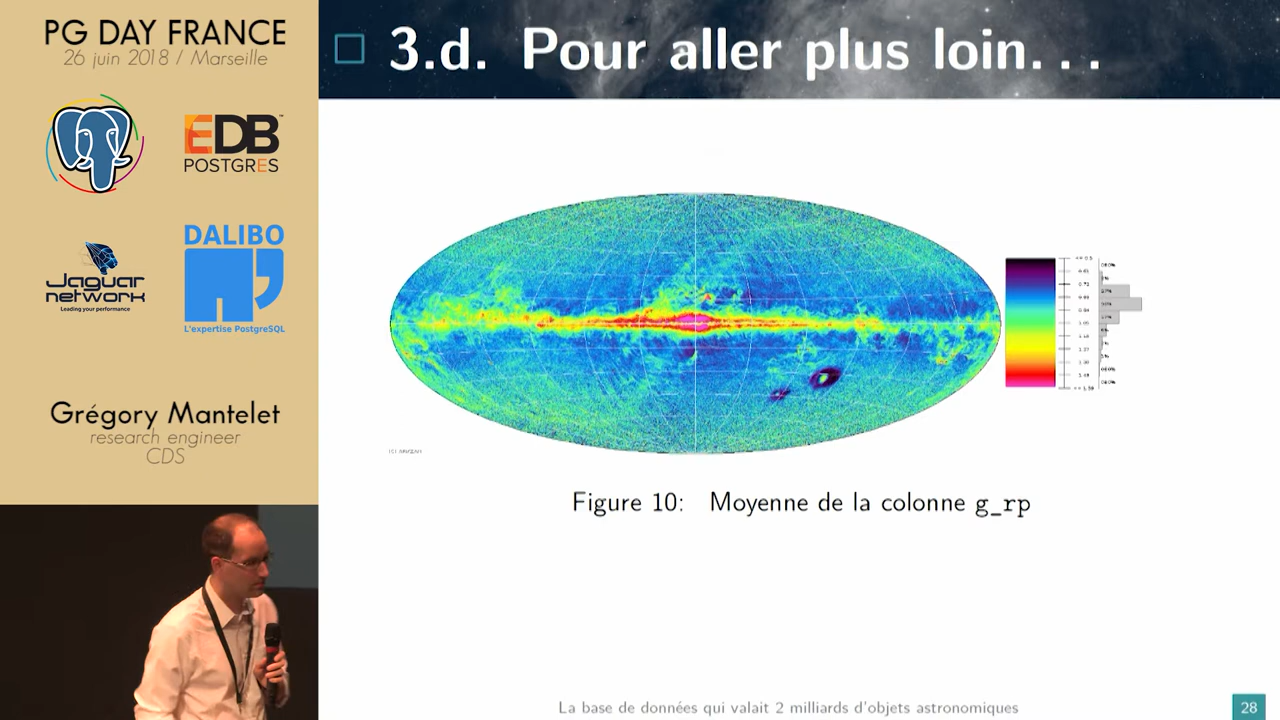 PG DAY FRANCE
26 juin 2018 / Marseille
EDB™
POSTGRES
Jaguar
network
Leading your performance
DALIBO
L'expertise PostgreSQL
Grégory Mantelet
research engineer
CDS
3.d. Pour aller plus loin...
Figure 10: Moyenne de la colonne g_rp
La base de données qui valait 2 milliards d'objets astronomiques
28